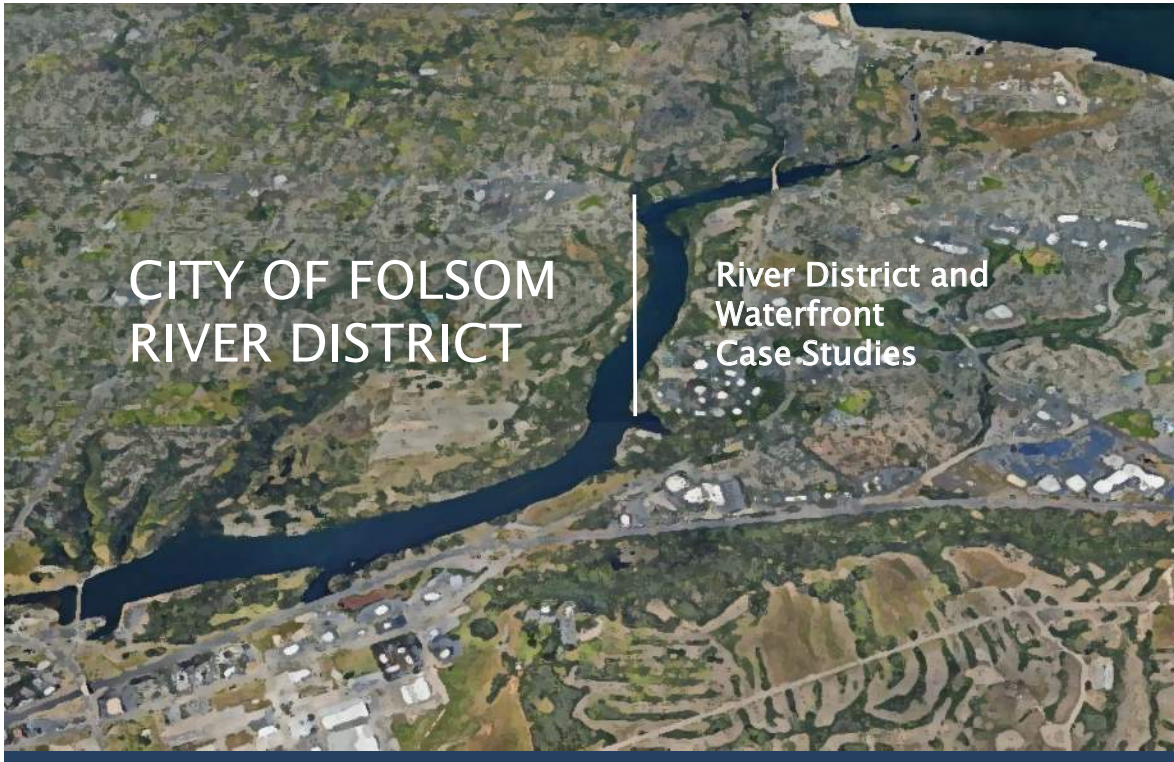 CITY OF FOLSOM
RIVER DISTRICT
River District and
Waterfront
Case Studies